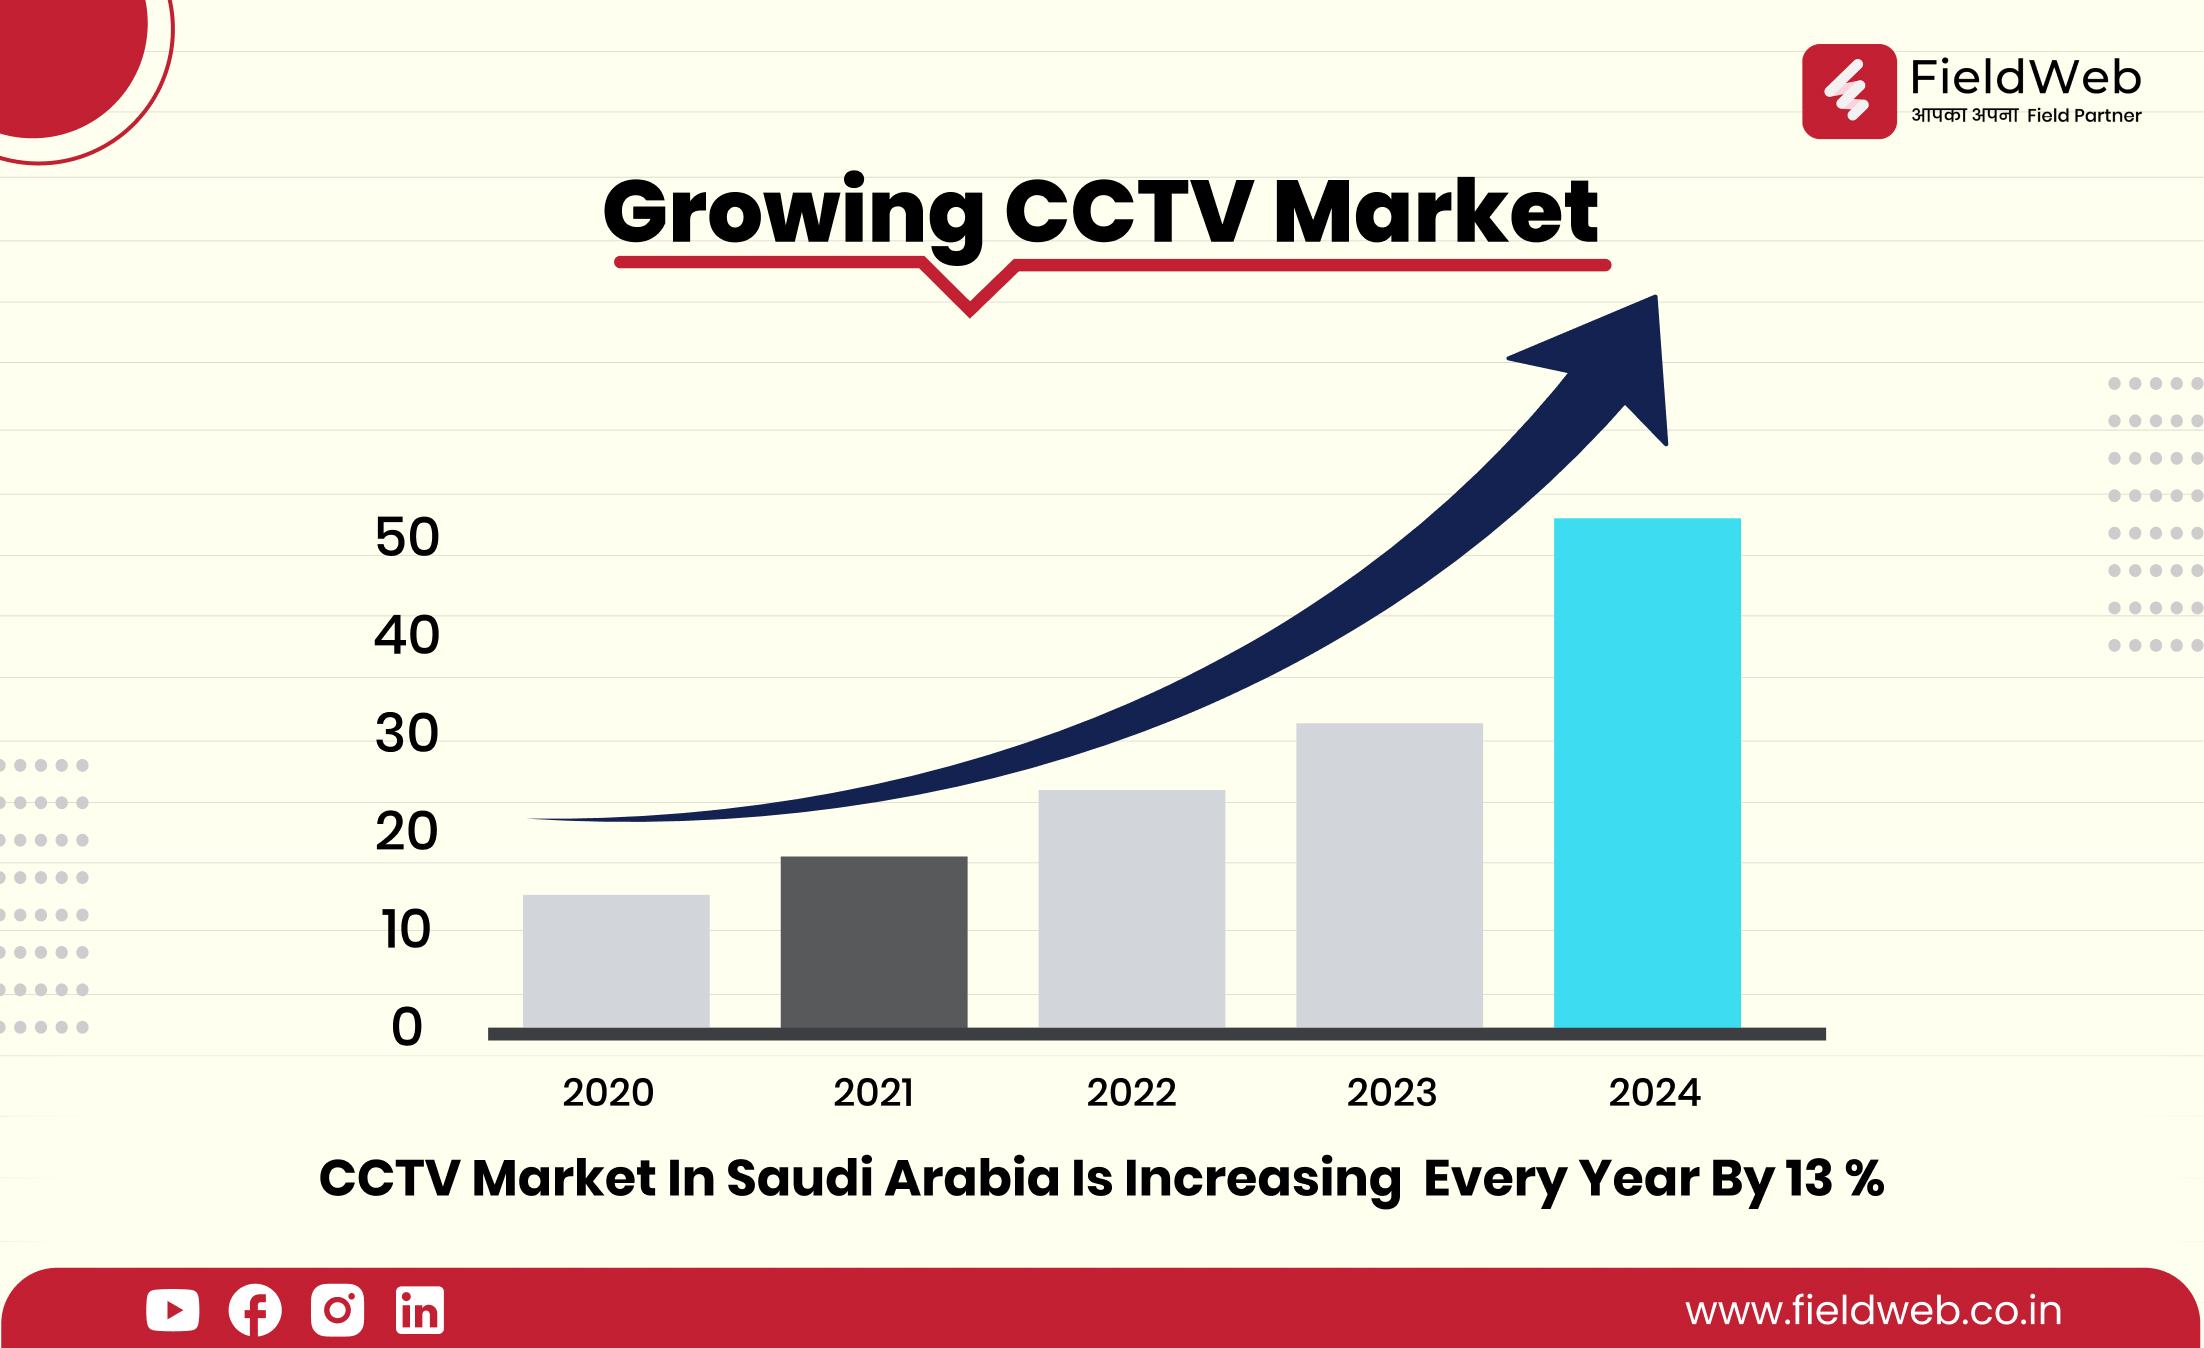 FieldWeb
आपका अपना Field Partner
Growing CCTV Market
50
40
30
20
10
0
2020 2021 2022 2023 2024
CCTV Market In Saudi Arabia Is Increasing Every Year By 13 %
www.fieldweb.co.in